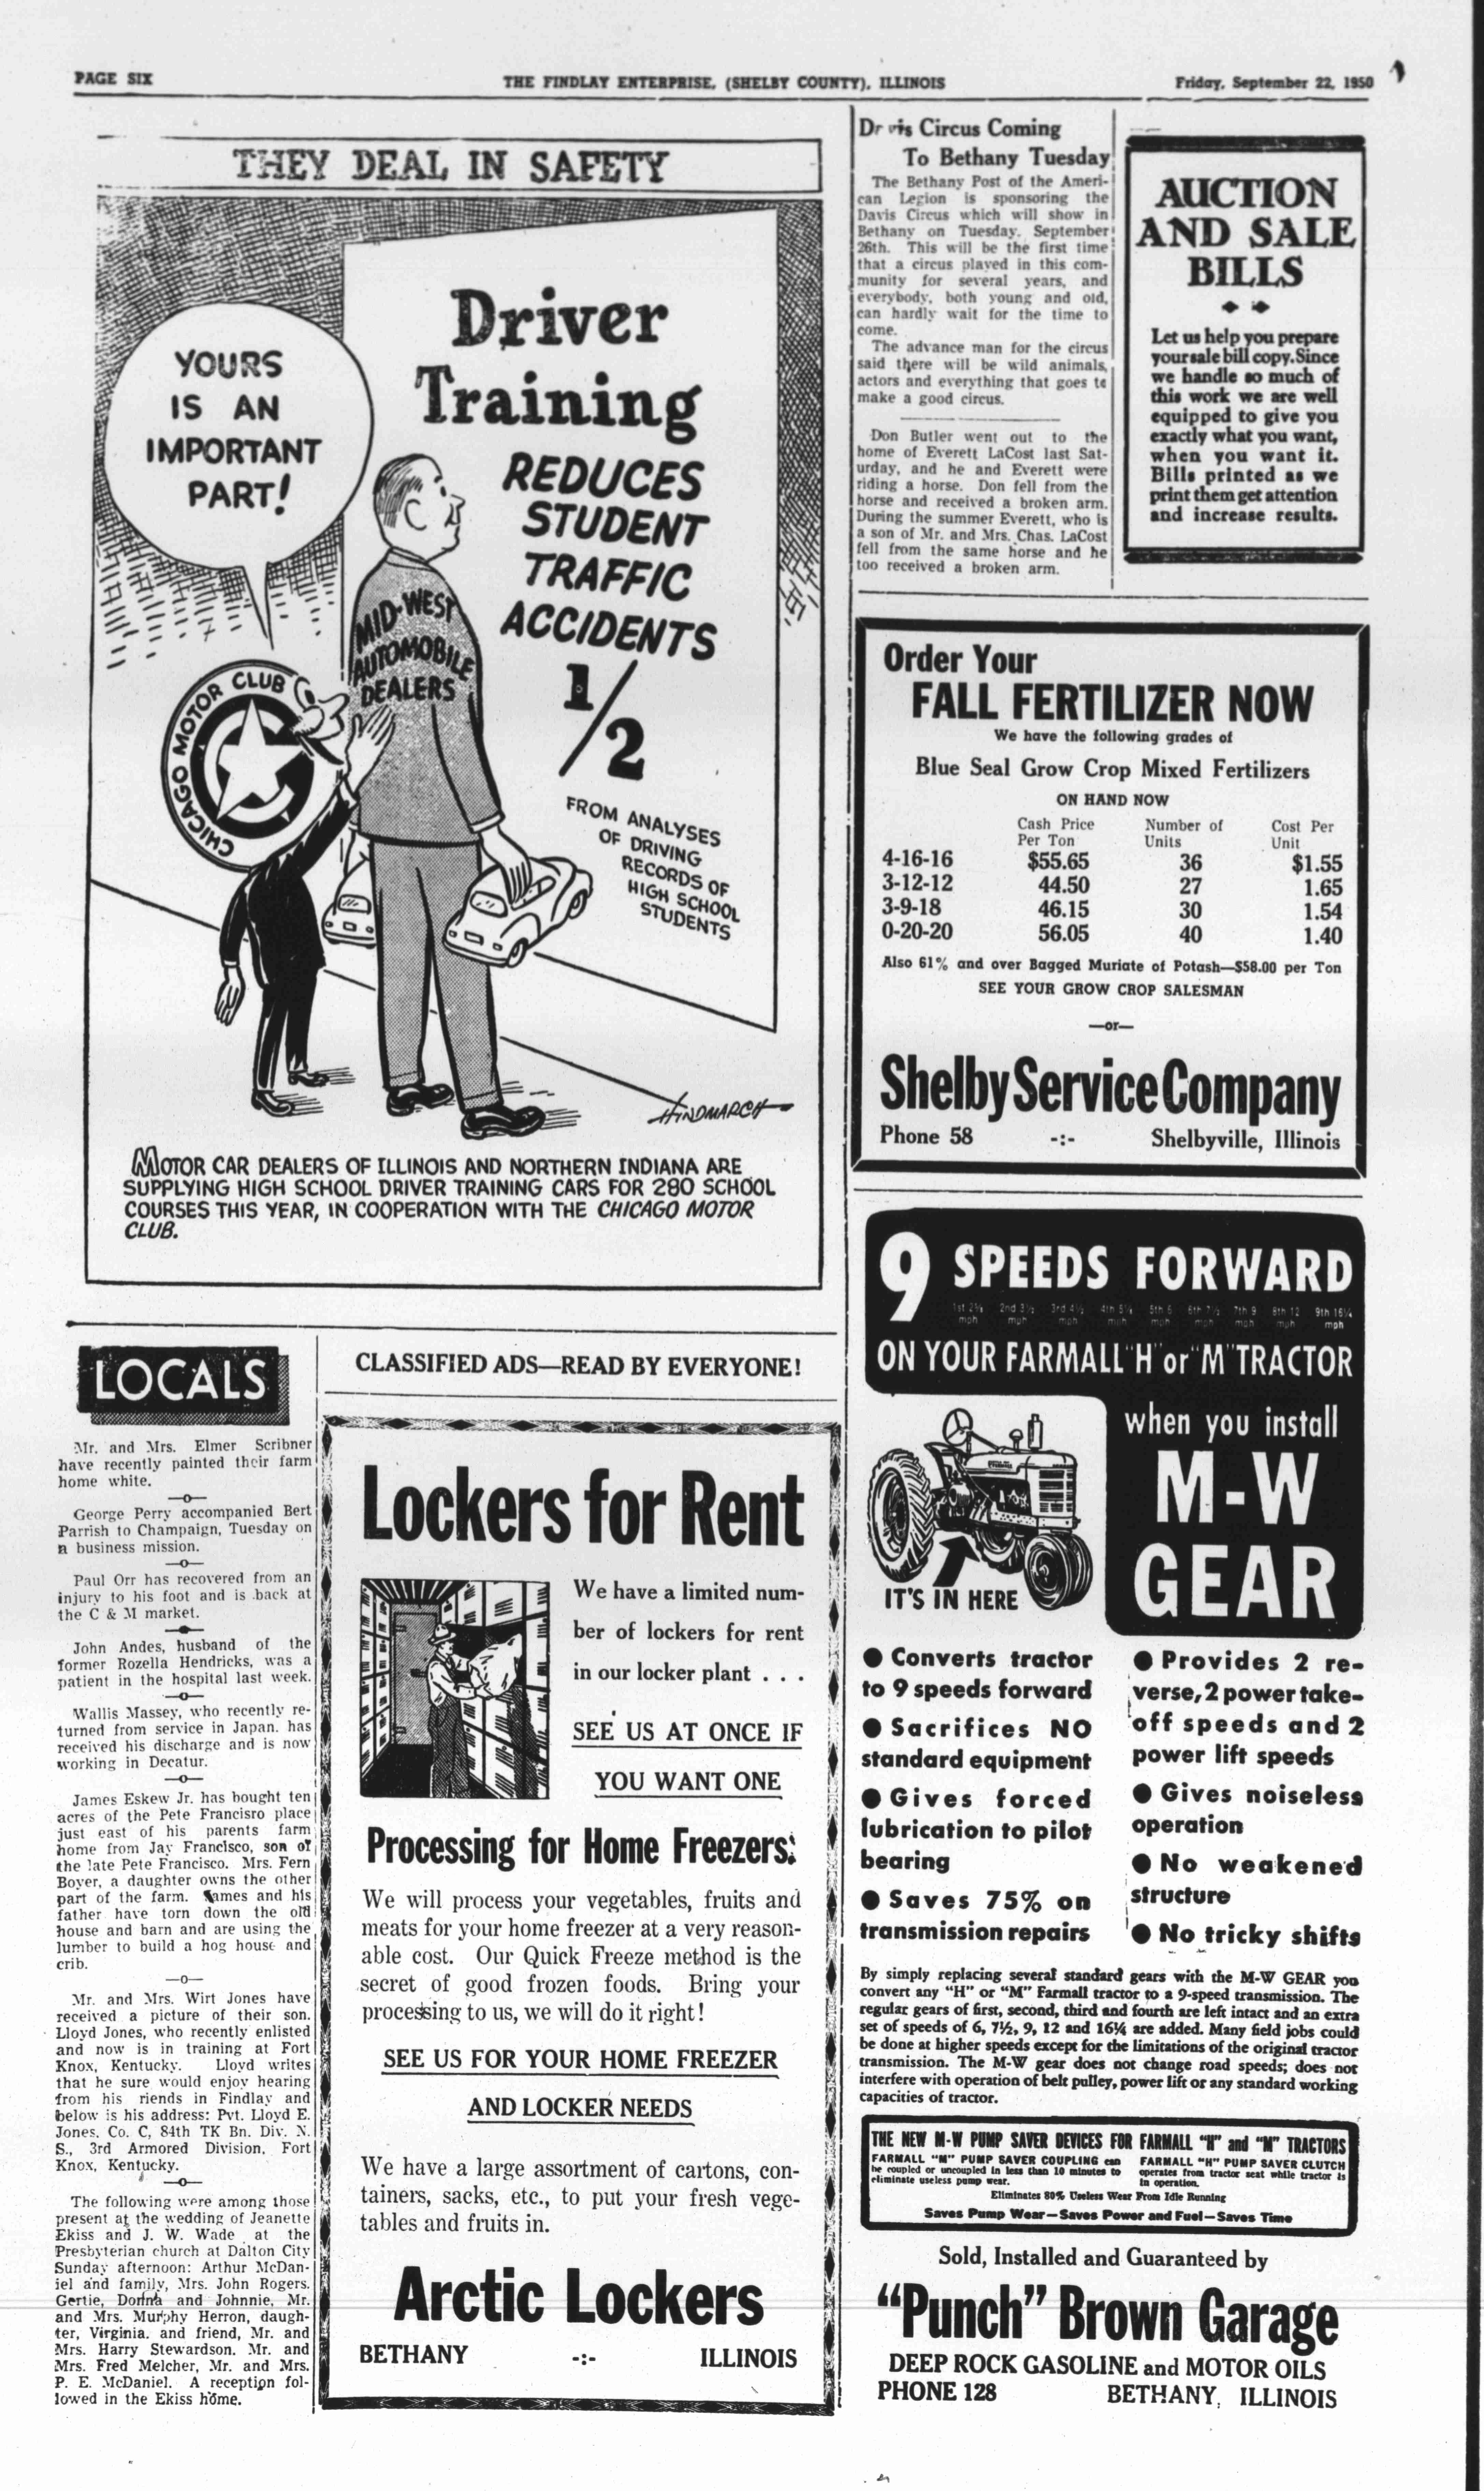 PAGE SIX
THE FINDLAY ENTERPRISE, (SHELBY COUNTY), ILLINOIS
Friday, September 22, 1950
THEY DEAL IN SAFETY
YOURS
IS AN
IMPORTANT
PART!
Driver
Training
REDUCES
STUDENT
TRAFFIC
ACCIDENTS
1/2
FROM ANALYSES
OF DRIVING
RECORDS OF
HIGH SCHOOL
STUDENTS
MID-WEST
AUTOMOBILE
DEALERS
CHICAGO MOTOR CLUB
HINDMARCH
MOTOR CAR DEALERS OF ILLINOIS AND NORTHERN INDIANA ARE
SUPPLYING HIGH SCHOOL DRIVER TRAINING CARS FOR 280 SCHOOL
COURSES THIS YEAR, IN COOPERATION WITH THE CHICAGO MOTOR
CLUB.
LOCALS
Mr. and Mrs. Elmer Scribner
have recently painted their farm
home white.
—o—
George Perry accompanied Bert
Parrish to Champaign, Tuesday on
a business mission.
—o—
Paul Orr has recovered from an
injury to his foot and is back at
the C & M market.
—o—
John Andes, husband of the
former Rozella Hendricks, was a
patient in the hospital last week.
—o—
Wallis Massey, who recently re-
turned from service in Japan. has
received his discharge and is now
working in Decatur.
—o—
James Eskew Jr. has bought ten
acres of the Pete Francisro place
just east of his parents farm
home from Jay Francisco, son of
the late Pete Francisco. Mrs. Fern
Boyer, a daughter owns the other
part of the farm. James and his
father have torn down the old
house and barn and are using the
lumber to build a hog house and
crib.
—o—
Mr. and Mrs. Wirt Jones have
received a picture of their son.
Lloyd Jones, who recently enlisted
and now is in training at Fort
Knox, Kentucky. Lloyd writes
that he sure would enjoy hearing
from his riends in Findlay and
below is his address: Pvt. Lloyd E.
Jones, Co. C, 84th TK Bn. Div. N.
S., 3rd Armored Division, Fort
Knox, Kentucky.
—o—
The following were among those
present at the wedding of Jeanette
Ekiss and J. W. Wade at the
Presbyterian church at Dalton City
Sunday afternoon: Arthur McDan-
iel and family, Mrs. John Rogers.
Gertie, Donna and Johnnie, Mr.
and Mrs. Murphy Herron, daugh-
ter, Virginia. and friend, Mr. and
Mrs. Harry Stewardson. Mr. and
Mrs. Fred Melcher, Mr. and Mrs.
P. E. McDaniel. A reception fol-
lowed in the Ekiss home.
CLASSIFIED ADS—READ BY EVERYONE!
Lockers for Rent
We have a limited num-
ber of lockers for rent
in our locker plant . . .
SEE US AT ONCE IF
YOU WANT ONE
Processing for Home Freezers:
We will process your vegetables, fruits and
meats for your home freezer at a very reason-
able cost. Our Quick Freeze method is the
secret of good frozen foods. Bring your
processing to us, we will do it right!
SEE US FOR YOUR HOME FREEZER
AND LOCKER NEEDS
We have a large assortment of cartons, con-
tainers, sacks, etc., to put your fresh vege-
tables and fruits in.
Arctic Lockers
BETHANY -:- ILLINOIS
Davis Circus Coming
To Bethany Tuesday
The Bethany Post of the Ameri-
can Legion is sponsoring the
Davis Circus which will show in
Bethany on Tuesday, September
26th. This will be the first time
that a circus played in this com-
munity for several years, and
everybody, both young and old,
can hardly wait for the time to
come.
The advance man for the circus
said there will be wild animals,
actors and everything that goes to
make a good circus.
Don Butler went out to the
home of Everett LaCost last Sat-
urday, and he and Everett were
riding a horse. Don fell from the
horse and received a broken arm.
During the summer Everett, who is
a son of Mr. and Mrs. Chas. LaCost
fell from the same horse and he
too received a broken arm.
AUCTION
AND SALE
BILLS
Let us help you prepare
your sale bill copy. Since
we handle so much of
this work we are well
equipped to give you
exactly what you want,
when you want it.
Bills printed as we
print them get attention
and increase results.
Order Your
FALL FERTILIZER NOW
We have the following grades of
Blue Seal Grow Crop Mixed Fertilizers
ON HAND NOW
Cash Price Number of Cost Per
Per Ton Units Unit
4-16-16 $55.65 36 $1.55
3-12-12 44.50 27 1.65
3-9-18 46.15 30 1.54
0-20-20 56.05 40 1.40
Also 61% and over Bagged Muriate of Potash—$58.00 per Ton
SEE YOUR GROW CROP SALESMAN
—or—
Shelby Service Company
Phone 58 -:- Shelbyville, Illinois
9 SPEEDS FORWARD
1st 2½ 2nd 3½ 3rd 4½ 4th 5¼ 5th 6 6th 7½ 7th 9 8th 12 9th 16¼
mph mph mph mph mph mph mph mph mph
ON YOUR FARMALL "H" or "M" TRACTOR
when you install
M-W
GEAR
IT'S IN HERE
● Converts tractor
to 9 speeds forward
● Sacrifices NO
standard equipment
● Gives forced
lubrication to pilot
bearing
● Saves 75% on
transmission repairs
● Provides 2 re-
verse, 2 power take-
off speeds and 2
power lift speeds
● Gives noiseless
operation
● No weakened
structure
● No tricky shifts
By simply replacing several standard gears with the M-W GEAR you
convert any "H" or "M" Farmall tractor to a 9-speed transmission. The
regular gears of first, second, third and fourth are left intact and an extra
set of speeds of 6, 7½, 9, 12 and 16¼ are added. Many field jobs could
be done at higher speeds except for the limitations of the original tractor
transmission. The M-W gear does not change road speeds; does not
interfere with operation of belt pulley, power lift or any standard working
capacities of tractor.
THE NEW M-W PUMP SAVER DEVICES FOR FARMALL "H" and "M" TRACTORS
FARMALL "M" PUMP SAVER COUPLING can
be coupled or uncoupled in less than 10 minutes to
eliminate useless pump wear.
FARMALL "H" PUMP SAVER CLUTCH
operates from tractor seat while tractor is
in operation.
Eliminates 80% Useless Wear From Idle Running
Saves Pump Wear—Saves Power and Fuel—Saves Time
Sold, Installed and Guaranteed by
"Punch" Brown Garage
DEEP ROCK GASOLINE and MOTOR OILS
PHONE 128 BETHANY, ILLINOIS